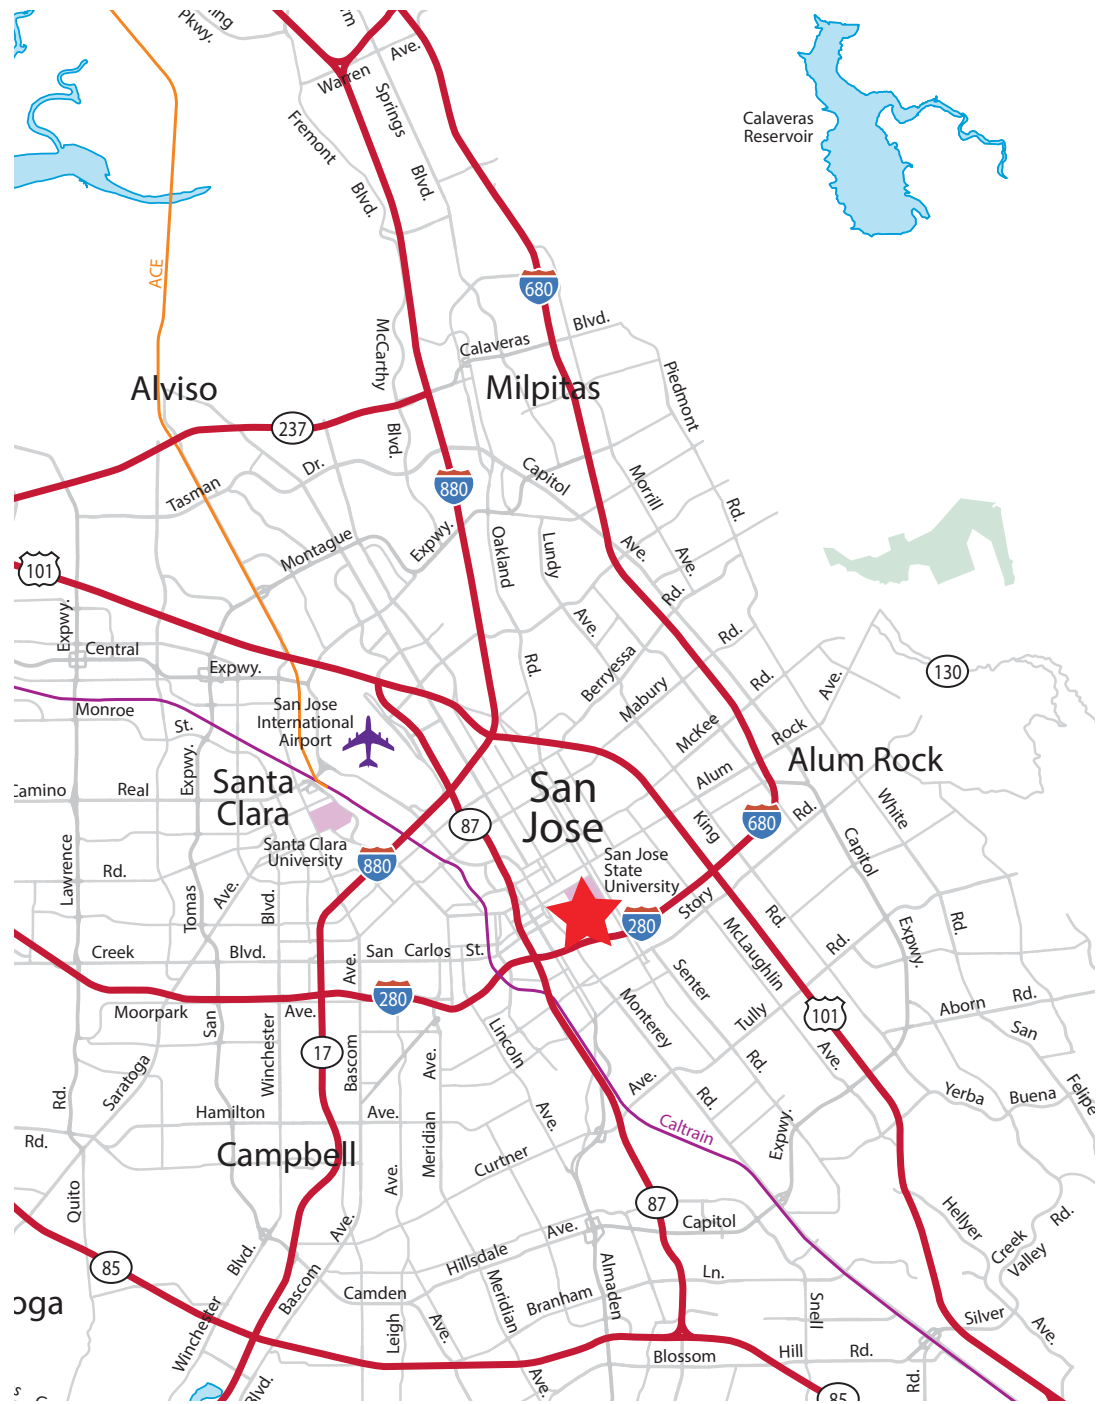 Pkwy.
Ave.
Warren
Springs
Fremont
Blvd.
Blvd.
Calaveras
Reservoir
ACE
680
Blvd.
Calaveras
McCarthy
Piedmont
Alviso
Milpitas
237
Blvd.
Dr.
Capitol
Morrill
880
Tasman
Rd.
Expwy.
Montague
Oakland
Lundy
Ave.
Ave.
101
Rd.
Expwy.
Ave.
Rd.
Central
Expwy.
Rd.
Berryessa
Mabury
Rd.
Ave.
130
Monroe
San Jose
International
Airport
St.
McKee
Rock
Expwy.
Alum
Alum Rock
Santa
Clara
San
Jose
Real
King
680
Rd.
White
87
Santa Clara
University
880
San Jose
State
University
Capitol
Lawrence
Rd.
Tomas
Ave.
Blvd.
280
Story
Rd.
McLaughlin
Expwy.
Rd.
Rd.
Creek
Blvd.
Ave.
San
Carlos
St.
280
Senter
Moorpark
Ave.
San
Winchester
Bascom
17
Lincoln
Monterey
Tully
101
Aborn
Rd.
San
Saratoga
Ave.
Ave.
Rd.
Ave.
Rd.
Rd.
Yerba
Buena
Felipe
Hamilton
Ave.
Ave.
Caltrain
Expwy.
Rd.
Campbell
Meridian
Curtner
Quito
Ave.
87
Capitol
Hellyer
Rd.
Creek
Valley
Ave.
Blvd.
Ave.
Hillsdale
85
Ln.
Almaden
Bascom
Camden
Meridian
Branham
Snell
Silver
Ave.
Winchester
Leigh
Ave.
Blossom
Hill
Rd.
Blvd.
Ave.
Rd.
85